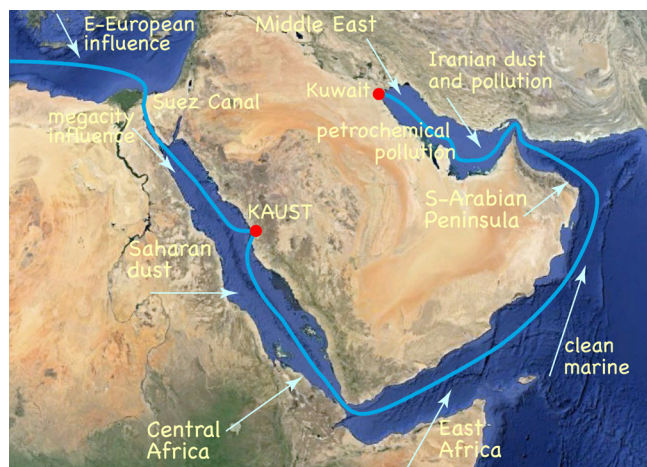 E-European
influence
Middle East
Iranian dust
and pollution
Kuwait
Suez Canal
megacity
influence
petrochemical
pollution
S-Arabian
Peninsula
KAUST
Saharan
dust
clean
marine
Central
Africa
East
Africa